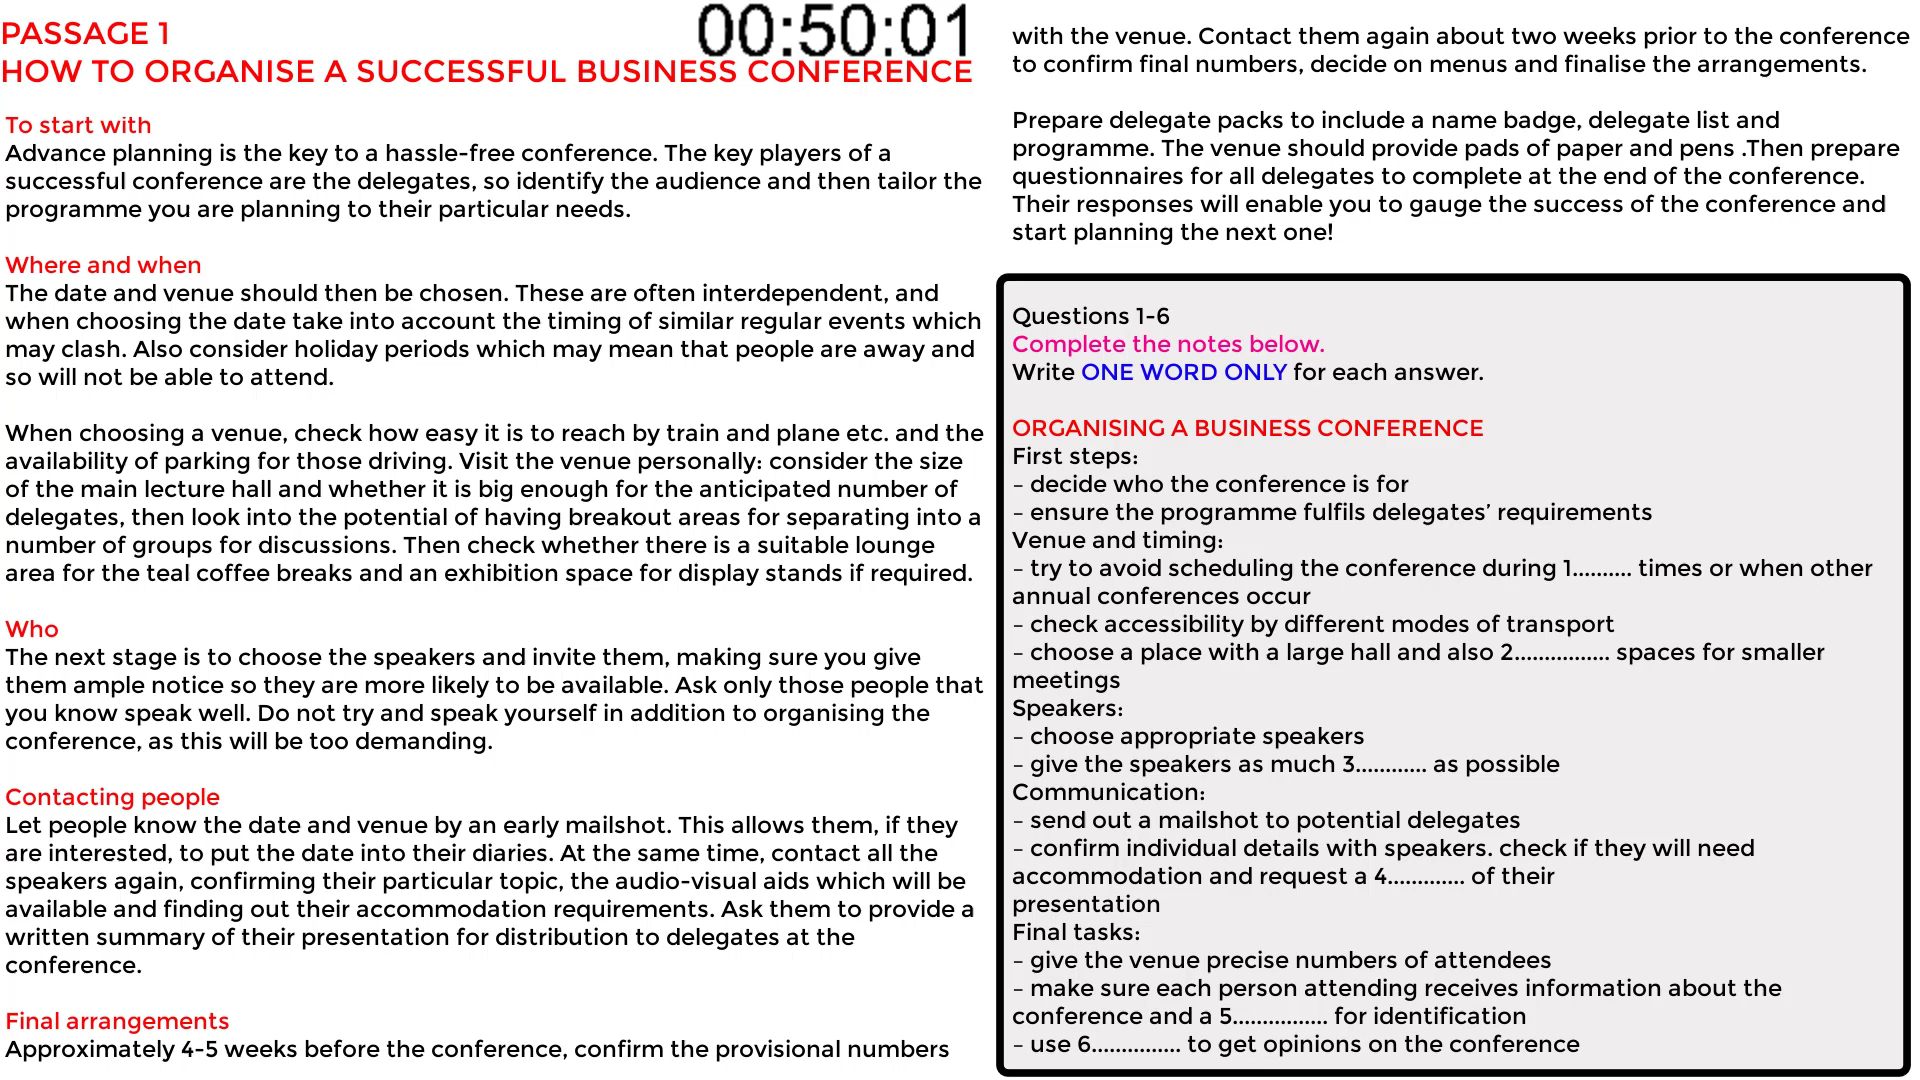 PASSAGE 1
00:50:01
HOW TO ORGANISE A SUCCESSFUL BUSINESS CONFERENCE
To start with
Advance planning is the key to a hassle-free conference. The key players of a
successful conference are the delegates, so identify the audience and then tailor the
programme you are planning to their particular needs.
Where and when
The date and venue should then be chosen. These are often interdependent, and
when choosing the date take into account the timing of similar regular events which
may clash. Also consider holiday periods which may mean that people are away and
so will not be able to attend.
When choosing a venue, check how easy it is to reach by train and plane etc. and the
availability of parking for those driving. Visit the venue personally: consider the size
of the main lecture hall and whether it is big enough for the anticipated number of
delegates, then look into the potential of having breakout areas for separating into a
number of groups for discussions. Then check whether there is a suitable lounge
area for the teal coffee breaks and an exhibition space for display stands if required.
Who
The next stage is to choose the speakers and invite them, making sure you give
them ample notice so they are more likely to be available. Ask only those people that
you know speak well. Do not try and speak yourself in addition to organising the
conference, as this will be too demanding.
Contacting people
Let people know the date and venue by an early mailshot. This allows them, if they
are interested, to put the date into their diaries. At the same time, contact all the
speakers again, confirming their particular topic, the audio-visual aids which will be
available and finding out their accommodation requirements. Ask them to provide a
written summary of their presentation for distribution to delegates at the
conference.
Final arrangements
Approximately 4-5 weeks before the conference, confirm the provisional numbers
with the venue. Contact them again about two weeks prior to the conference
to confirm final numbers, decide on menus and finalise the arrangements.
Prepare delegate packs to include a name badge, delegate list and
programme. The venue should provide pads of paper and pens .Then prepare
questionnaires for all delegates to complete at the end of the conference.
Their responses will enable you to gauge the success of the conference and
start planning the next one!
Questions 1-6
Complete the notes below.
Write ONE WORD ONLY for each answer.
ORGANISING A BUSINESS CONFERENCE
First steps:
– decide who the conference is for
– ensure the programme fulfils delegates’ requirements
Venue and timing:
– try to avoid scheduling the conference during 1.......... times or when other
annual conferences occur
– check accessibility by different modes of transport
– choose a place with a large hall and also 2................ spaces for smaller
meetings
Speakers:
– choose appropriate speakers
– give the speakers as much 3............ as possible
Communication:
– send out a mailshot to potential delegates
– confirm individual details with speakers. check if they will need
accommodation and request a 4............. of their
presentation
Final tasks:
– give the venue precise numbers of attendees
– make sure each person attending receives information about the
conference and a 5................ for identification
– use 6............... to get opinions on the conference